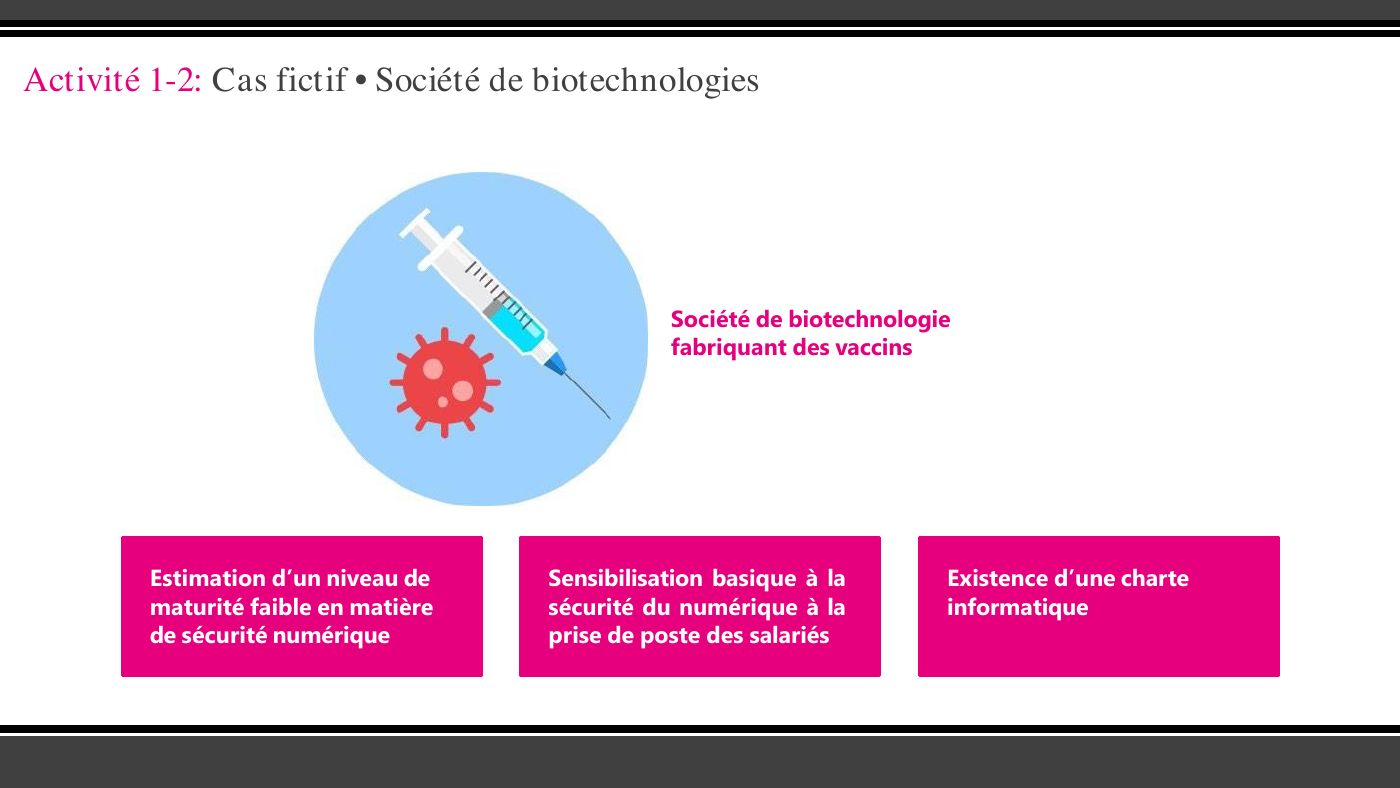 Activité 1-2: Cas fictif • Société de biotechnologies
Société de biotechnologie
fabriquant des vaccins
Estimation d’un niveau de
maturité faible en matière
de sécurité numérique
Sensibilisation basique à la
sécurité du numérique à la
prise de poste des salariés
Existence d’une charte
informatique